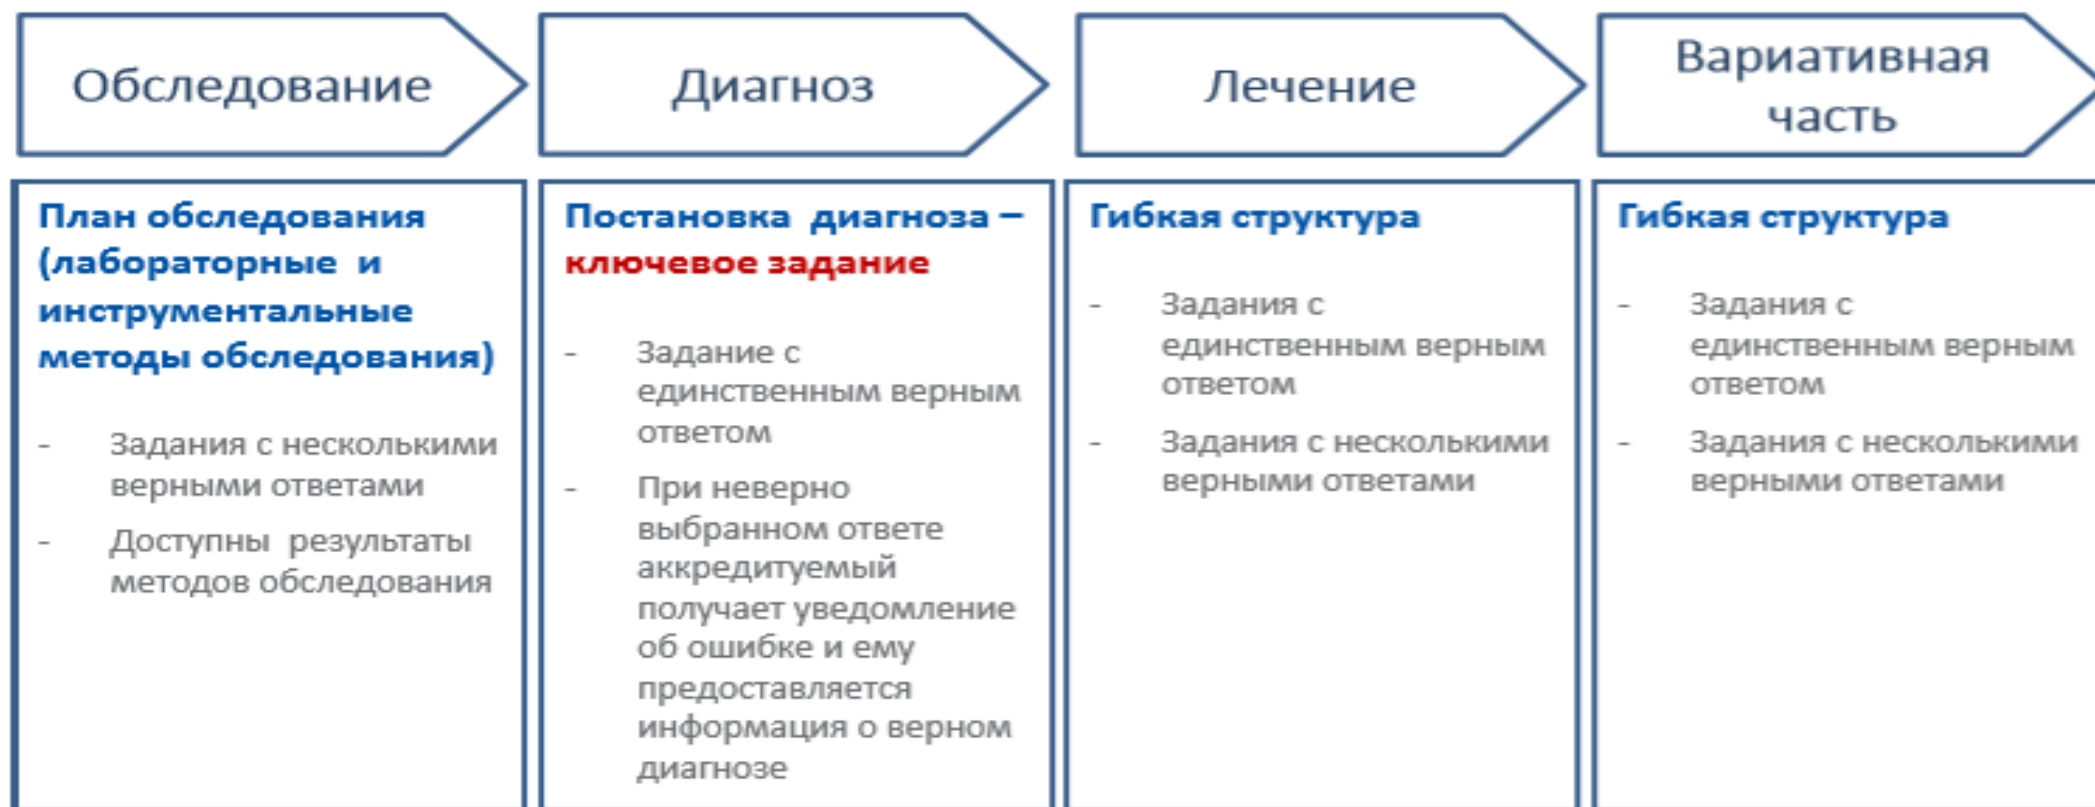 Обследование
Диагноз
Лечение
Вариативная
часть
План обследования
(лабораторные и
инструментальные
методы обследования)
- Задания с несколькими
верными ответами
- Доступны результаты
методов обследования
Постановка диагноза –
ключевое задание
- Задание с
единственным верным
ответом
- При неверно
выбранном ответе
аккредитуемый
получает уведомление
об ошибке и ему
предоставляется
информация о верном
диагнозе
Гибкая структура
- Задания с
единственным верным
ответом
- Задания с несколькими
верными ответами
Гибкая структура
- Задания с
единственным верным
ответом
- Задания с несколькими
верными ответами